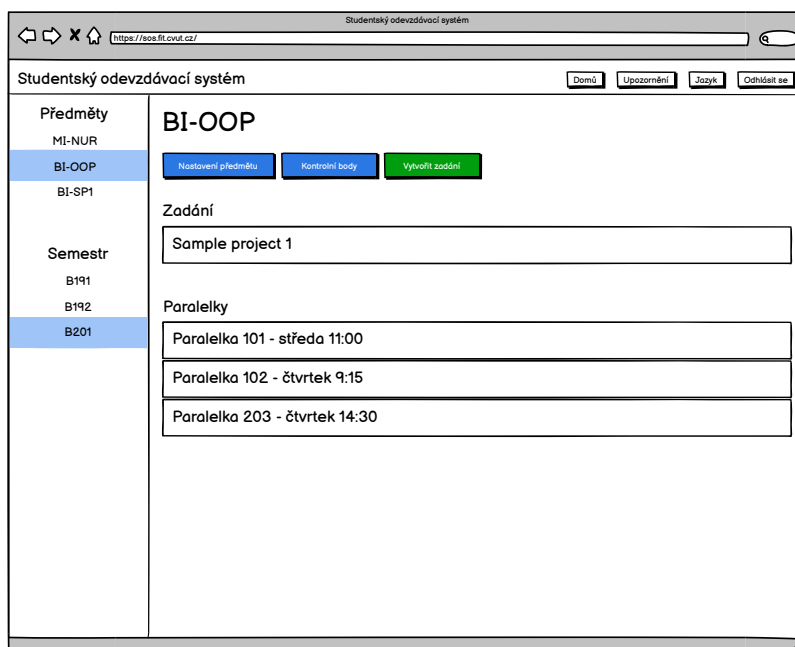 Studentský odevzdávací systém
https://sos.fit.cvut.cz/
Studentský odevzdávací systém
Domů
Upozornění
Jazyk
Odhlásit se
Předměty
MI-NUR
BI-OOP
BI-SP1
Semestr
B191
B192
B201
BI-OOP
Nastavení předmětu
Kontrolní body
Vytvořit zadání
Zadání
Sample project 1
Paralelky
Paralelka 101 - středa 11:00
Paralelka 102 - čtvrtek 9:15
Paralelka 203 - čtvrtek 14:30